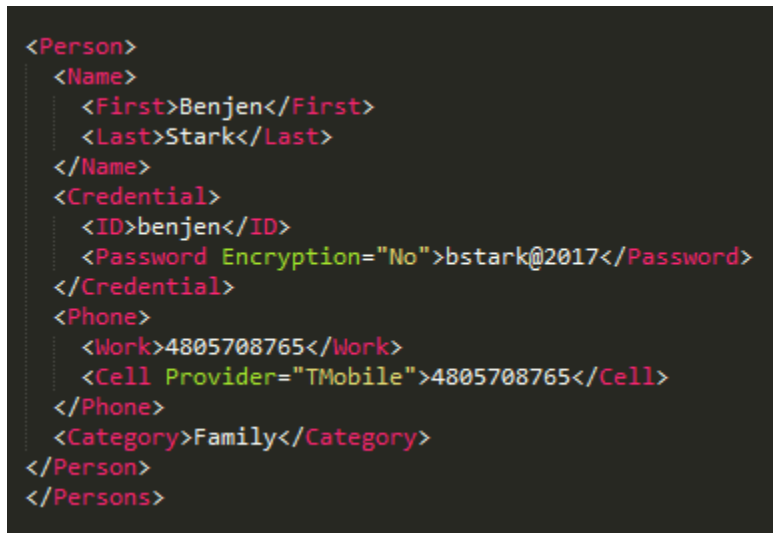 <Person>
<Name>
<First>Benjen</First>
<Last>Stark</Last>
</Name>
<Credential>
<ID>benjen</ID>
<Password Encryption="No">bstark@2017</Password>
</Credential>
<Phone>
<Work>4805708765</Work>
<Cell Provider="TMobile">4805708765</Cell>
</Phone>
<Category>Family</Category>
</Person>
</Persons>